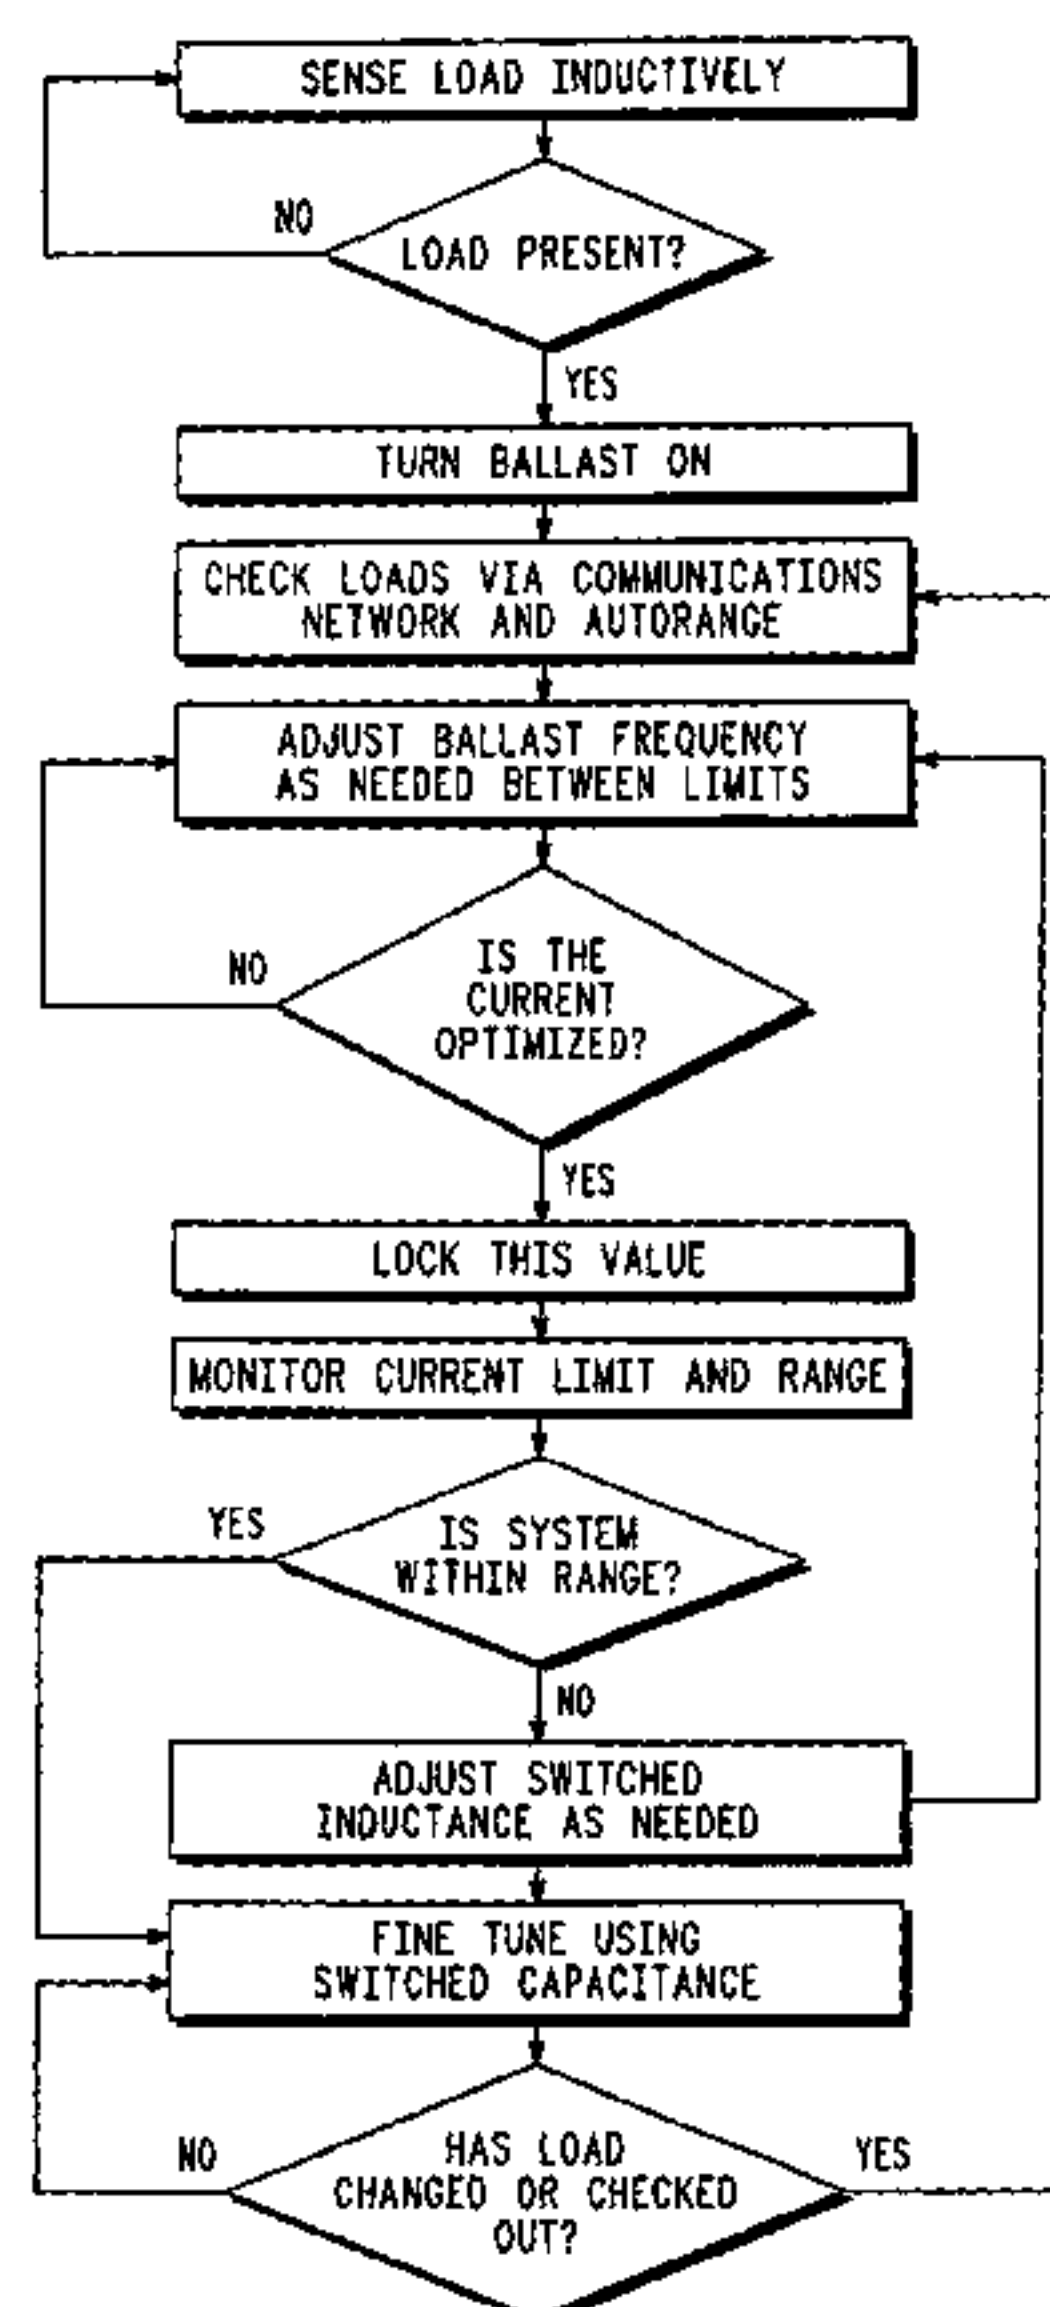 SENSE LOAD INDUCTIVELY
NO
LOAD PRESENT?
YES
TURN BALLAST ON
CHECK LOADS VIA COMMUNICATIONS
NETWORK AND AUTORANGE
ADJUST BALLAST FREQUENCY
AS NEEDED BETWEEN LIMITS
NO
IS THE
CURRENT
OPTIMIZED?
YES
LOCK THIS VALUE
MONITOR CURRENT LIMIT AND RANGE
YES
IS SYSTEM
WITHIN RANGE?
NO
ADJUST SWITCHED
INDUCTANCE AS NEEDED
FINE TUNE USING
SWITCHED CAPACITANCE
NO
HAS LOAD
CHANGED OR CHECKED
OUT?
YES